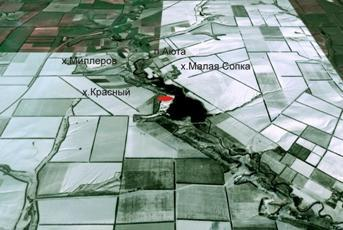 п.Аюта
х.Миллеров
х.Малая Сопка
х.Красный